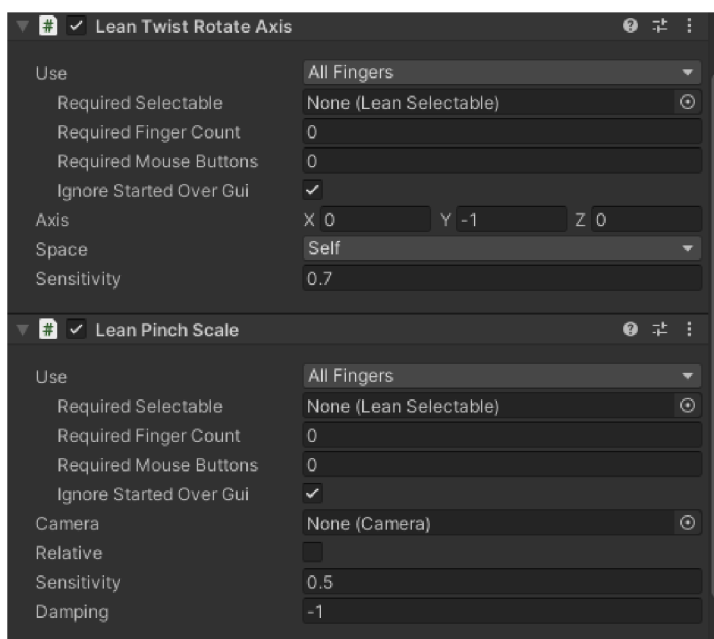 # Lean Twist Rotate Axis
Use All Fingers
Required Selectable None (Lean Selectable)
Required Finger Count 0
Required Mouse Buttons 0
Ignore Started Over Gui
Axis X 0 Y -1 Z 0
Space Self
Sensitivity 0.7
# Lean Pinch Scale
Use All Fingers
Required Selectable None (Lean Selectable)
Required Finger Count 0
Required Mouse Buttons 0
Ignore Started Over Gui
Camera None (Camera)
Relative
Sensitivity 0.5
Damping -1